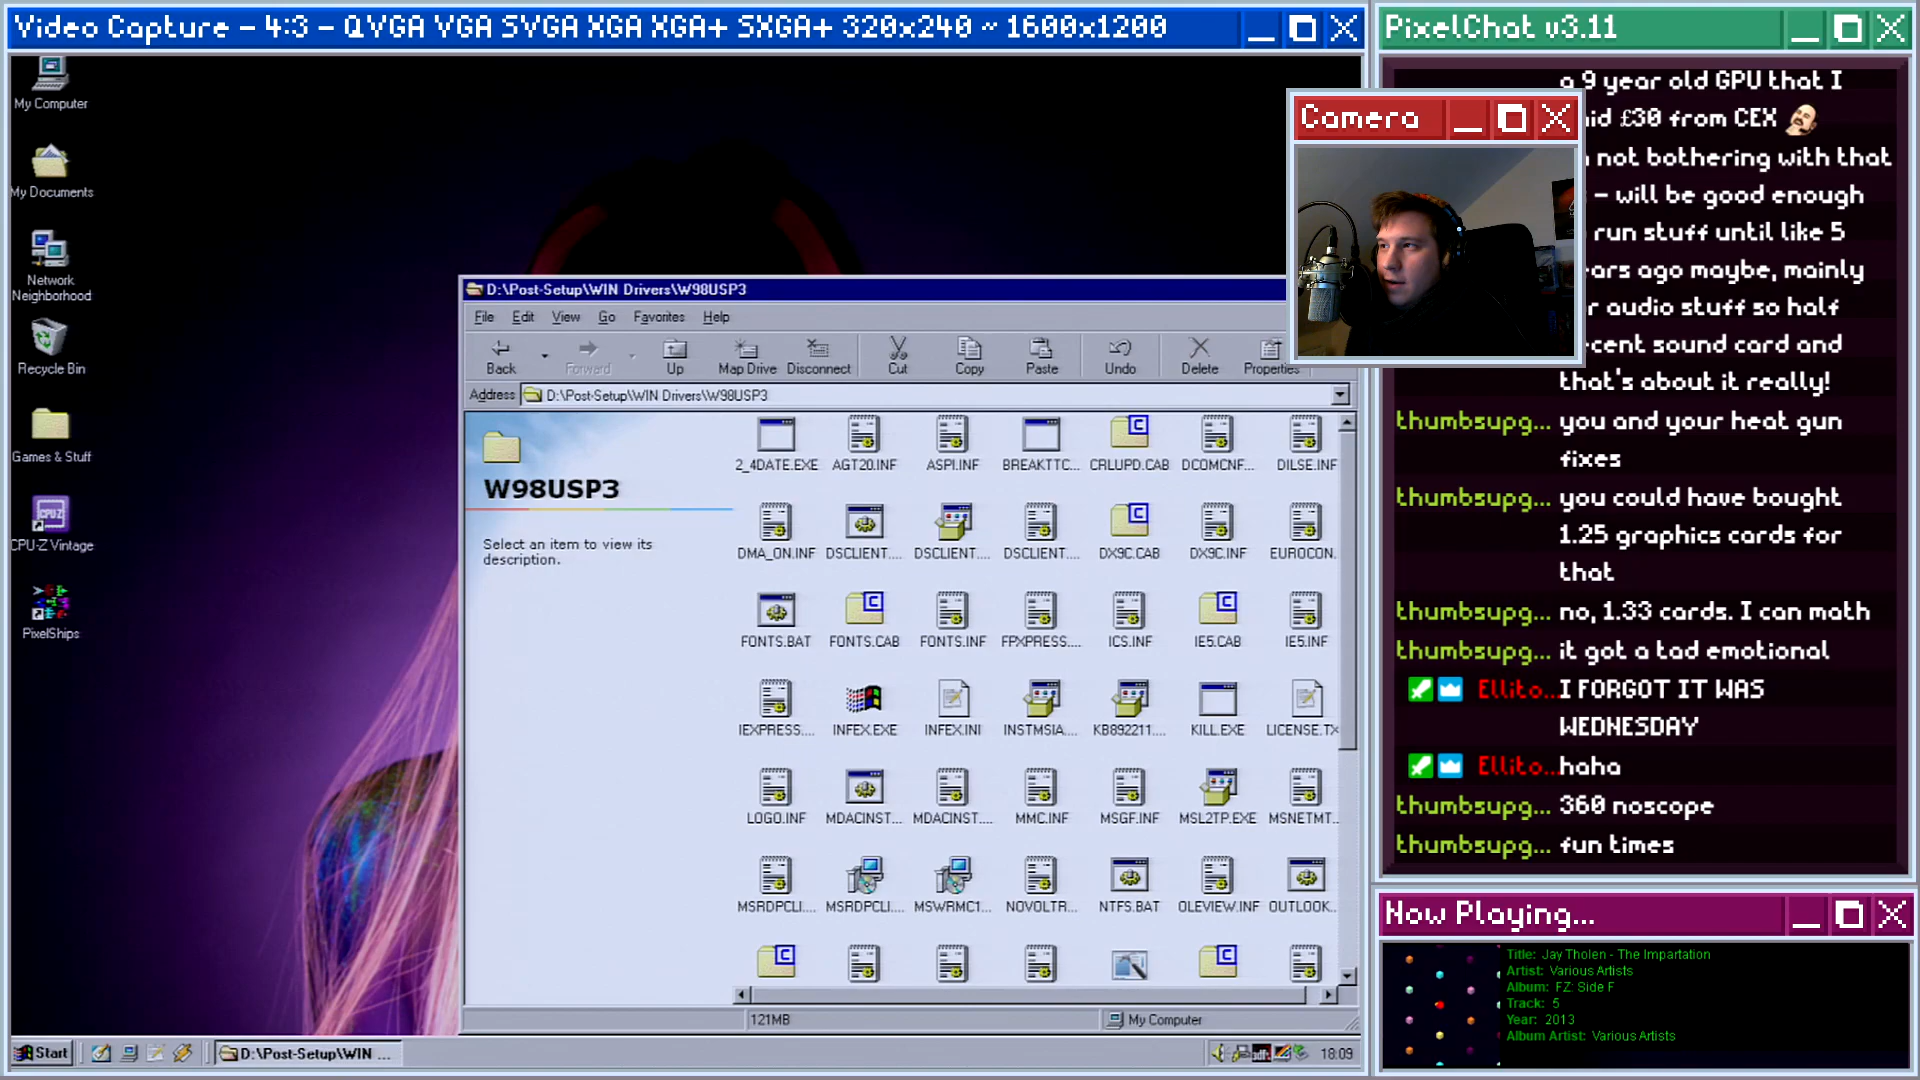 Video Capture - 4:3 - QVGA VGA SVGA XGA XGA+ SXGA+ 320x240 ~ 1600x1200
My Computer
My Documents
Network
Neighborhood
Recycle Bin
Games & Stuff
CPU-Z
CPU-Z Vintage
PixelShips
D:\Post-Setup\WIN Drivers\W98USP3
File Edit View Go Favorites Help
Back Forward Up Map Drive Disconnect Cut Copy Paste Undo Delete Properties
Address D:\Post-Setup\WIN Drivers\W98USP3
W98USP3
Select an item to view its
description.
2_4DATE.EXE AGT20.INF ASPI.INF BREAKTTC... CRLUPD.CAB DCOMCNF... DILSE.INF
DMA_ON.INF DSCLIENT.... DSCLIENT.... DSCLIENT.... DX9C.CAB DX9C.INF EUROCON.
FONTS.BAT FONTS.CAB FONTS.INF FPXPRESS.... ICS.INF IE5.CAB IE5.INF
IEXPRESS.... INFEX.EXE INFEX.INI INSTMSIA.... KB892211.... KILL.EXE LICENSE.TX
LOGO.INF MDACINST.... MDACINST.... MMC.INF MSGF.INF MSL2TP.EXE MSNETMT..
MSRDPCLI.... MSRDPCLI.... MSWRMC1... NOVOLTR... NTFS.BAT OLEVIEW.INF OUTLOOK..
121MB My Computer
Start D:\Post-Setup\WIN ... 18:09
Camera
PixelChat v3.11
a 9 year old GPU that I
id £30 from CEX
not bothering with that
- will be good enough
run stuff until like 5
ars ago maybe, mainly
r audio stuff so half
ecent sound card and
that's about it really!
thumbsupg... you and your heat gun
fixes
thumbsupg... you could have bought
1.25 graphics cards for
that
thumbsupg... no, 1.33 cards. I can math
thumbsupg... it got a tad emotional
Ellito... I FORGOT IT WAS
WEDNESDAY
Ellito... haha
thumbsupg... 360 noscope
thumbsupg... fun times
Now Playing...
Title: Jay Tholen - The Impartation
Artist: Various Artists
Album: FZ: Side F
Track: 5
Year: 2013
Album Artist: Various Artists